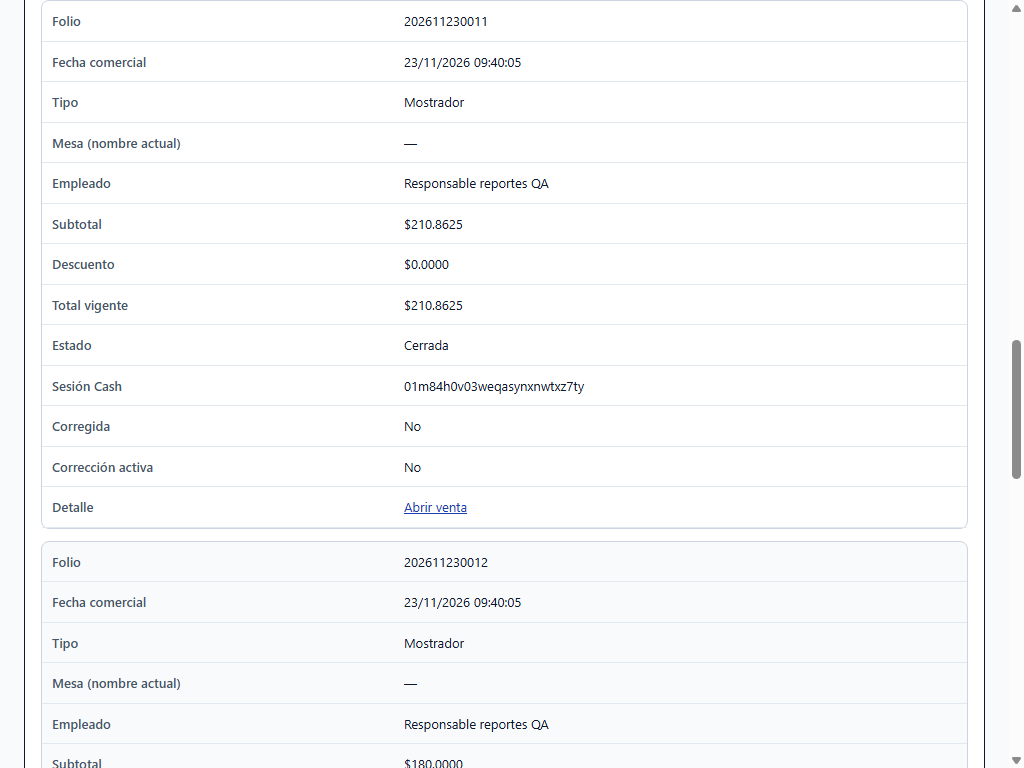 Folio 202611230011
Fecha comercial 23/11/2026 09:40:05
Tipo Mostrador
Mesa (nombre actual) —
Empleado Responsable reportes QA
Subtotal $210.8625
Descuento $0.0000
Total vigente $210.8625
Estado Cerrada
Sesión Cash 01m84h0v03weqasynxnwtxz7ty
Corregida No
Corrección activa No
Detalle Abrir venta
Folio 202611230012
Fecha comercial 23/11/2026 09:40:05
Tipo Mostrador
Mesa (nombre actual) —
Empleado Responsable reportes QA
Subtotal $180.0000